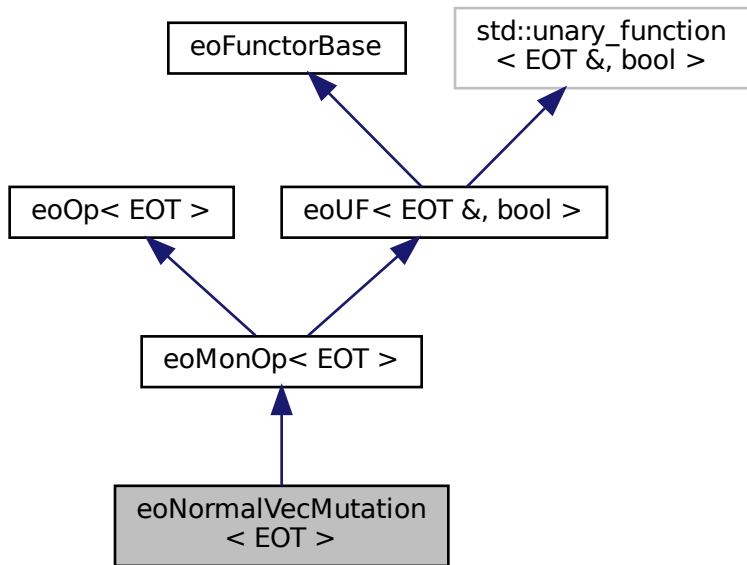 eoFunctorBase
std::unary_function
< EOT &, bool >
eoOp< EOT >
eoUF< EOT &, bool >
eoMonOp< EOT >
eoNormalVecMutation
< EOT >